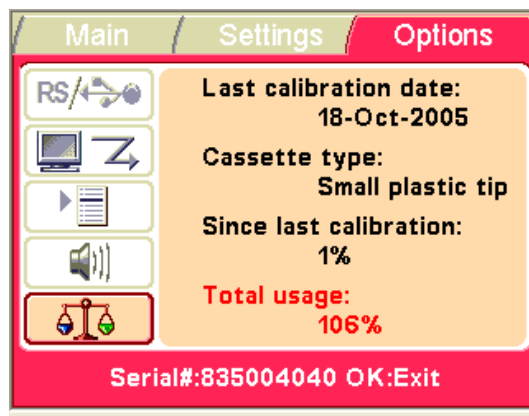 Main Settings Options
RS/
Last calibration date:
18-Oct-2005
Cassette type:
Small plastic tip
Since last calibration:
1%
Total usage:
106%
Serial#:835004040 OK:Exit